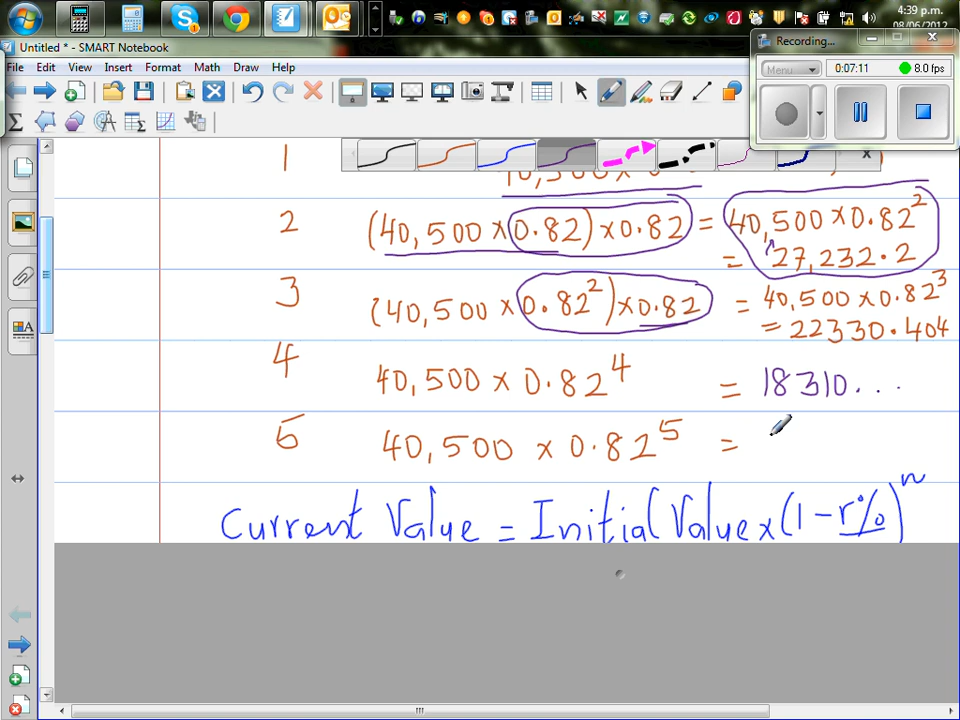 4:39 p.m.
08/06/2012
Untitled * - SMART Notebook
Recording...
File Edit View Insert Format Math Draw Help
Menu
0:07:11
8.0 fps
1
2 (40,500 × 0.82) × 0.82 = 40,500 × 0.82²
= 27,232.2
3 (40,500 × 0.82²) × 0.82 = 40,500 × 0.82³
= 22330.404
4 40,500 × 0.82⁴ = 18310...
5 40,500 × 0.82⁵ =
Current Value = Initial Value × (1 - r%)ⁿ